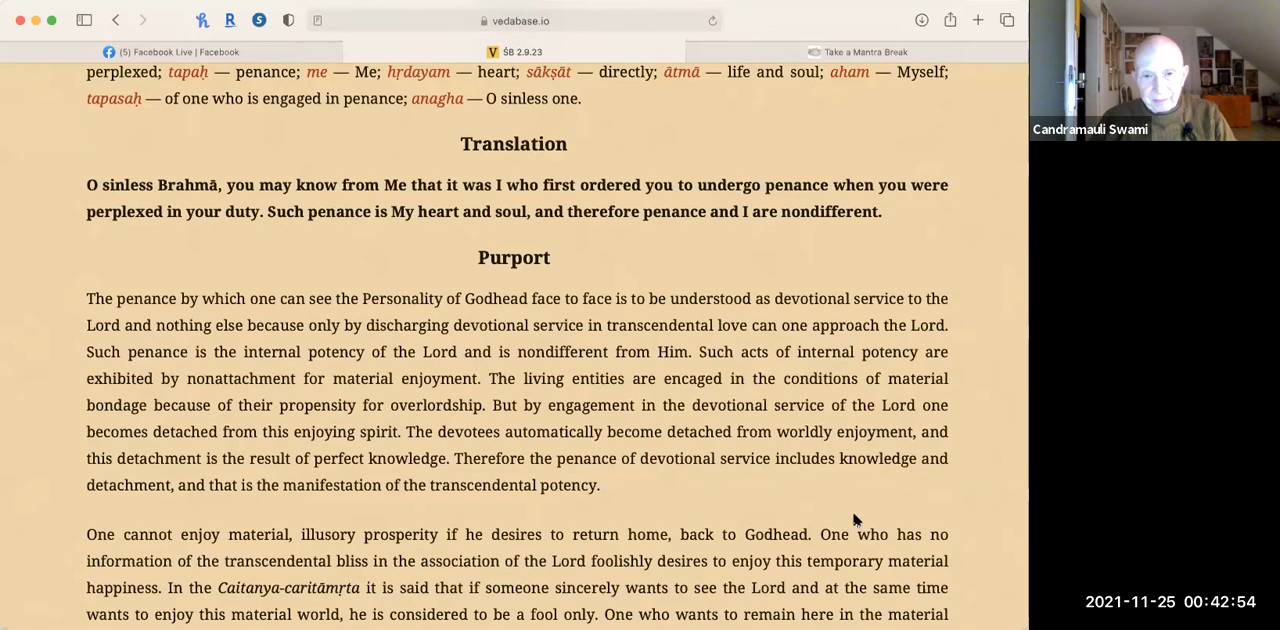 vedabase.io
(5) Facebook Live | Facebook
V ŚB 2.9.23
Take a Mantra Break
perplexed; tapaḥ — penance; me — Me; hṛdayam — heart; sākṣāt — directly; ātmā — life and soul; aham — Myself;
tapasaḥ — of one who is engaged in penance; anagha — O sinless one.
Translation
O sinless Brahmā, you may know from Me that it was I who first ordered you to undergo penance when you were
perplexed in your duty. Such penance is My heart and soul, and therefore penance and I are nondifferent.
Purport
The penance by which one can see the Personality of Godhead face to face is to be understood as devotional service to the
Lord and nothing else because only by discharging devotional service in transcendental love can one approach the Lord.
Such penance is the internal potency of the Lord and is nondifferent from Him. Such acts of internal potency are
exhibited by nonattachment for material enjoyment. The living entities are encaged in the conditions of material
bondage because of their propensity for overlordship. But by engagement in the devotional service of the Lord one
becomes detached from this enjoying spirit. The devotees automatically become detached from worldly enjoyment, and
this detachment is the result of perfect knowledge. Therefore the penance of devotional service includes knowledge and
detachment, and that is the manifestation of the transcendental potency.
One cannot enjoy material, illusory prosperity if he desires to return home, back to Godhead. One who has no
information of the transcendental bliss in the association of the Lord foolishly desires to enjoy this temporary material
happiness. In the Caitanya-caritāmṛta it is said that if someone sincerely wants to see the Lord and at the same time
wants to enjoy this material world, he is considered to be a fool only. One who wants to remain here in the material
Candramauli Swami
2021-11-25 00:42:54